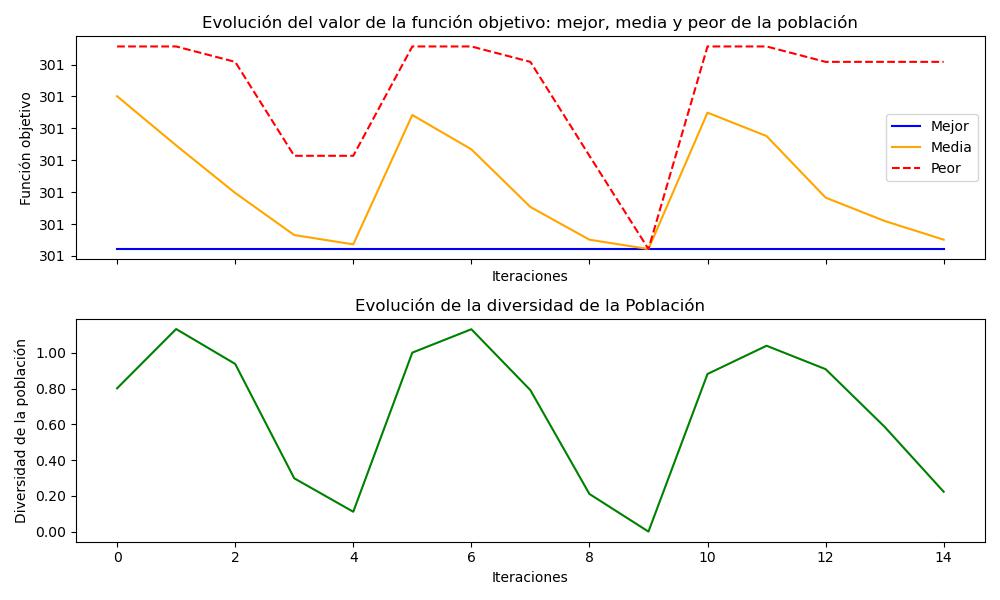 Evolución del valor de la función objetivo: mejor, media y peor de la población
Función objetivo
301
301
301
301
301
301
301
Mejor
Media
Peor
Iteraciones
Evolución de la diversidad de la Población
Diversidad de la población
1.00
0.80
0.60
0.40
0.20
0.00
0 2 4 6 8 10 12 14
Iteraciones